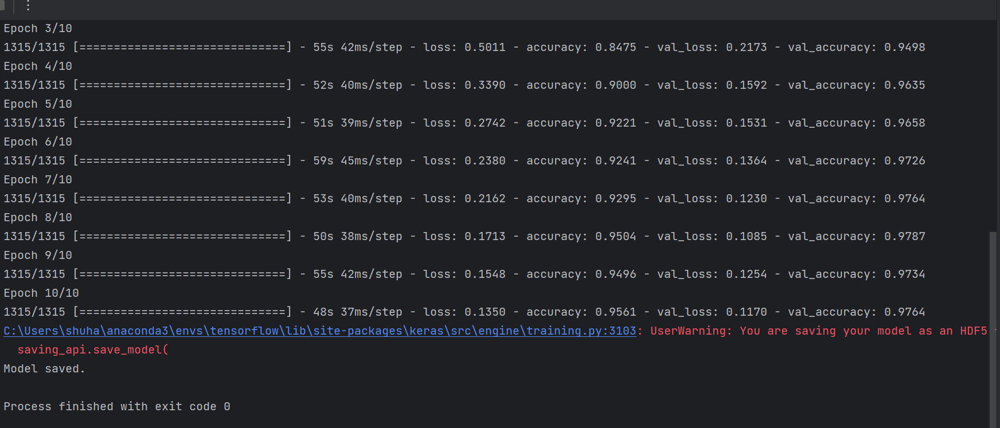 Epoch 3/10
1315/1315 [==============================] - 55s 42ms/step - loss: 0.5011 - accuracy: 0.8475 - val_loss: 0.2173 - val_accuracy: 0.9498
Epoch 4/10
1315/1315 [==============================] - 52s 40ms/step - loss: 0.3390 - accuracy: 0.9000 - val_loss: 0.1592 - val_accuracy: 0.9635
Epoch 5/10
1315/1315 [==============================] - 51s 39ms/step - loss: 0.2742 - accuracy: 0.9221 - val_loss: 0.1531 - val_accuracy: 0.9658
Epoch 6/10
1315/1315 [==============================] - 59s 45ms/step - loss: 0.2380 - accuracy: 0.9241 - val_loss: 0.1364 - val_accuracy: 0.9726
Epoch 7/10
1315/1315 [==============================] - 53s 40ms/step - loss: 0.2162 - accuracy: 0.9295 - val_loss: 0.1230 - val_accuracy: 0.9764
Epoch 8/10
1315/1315 [==============================] - 50s 38ms/step - loss: 0.1713 - accuracy: 0.9504 - val_loss: 0.1085 - val_accuracy: 0.9787
Epoch 9/10
1315/1315 [==============================] - 55s 42ms/step - loss: 0.1548 - accuracy: 0.9496 - val_loss: 0.1254 - val_accuracy: 0.9734
Epoch 10/10
1315/1315 [==============================] - 48s 37ms/step - loss: 0.1350 - accuracy: 0.9561 - val_loss: 0.1170 - val_accuracy: 0.9764
C:\Users\shuha\anaconda3\envs\tensorflow\lib\site-packages\keras\src\engine\training.py:3103: UserWarning: You are saving your model as an HDF5
  saving_api.save_model(
Model saved.

Process finished with exit code 0